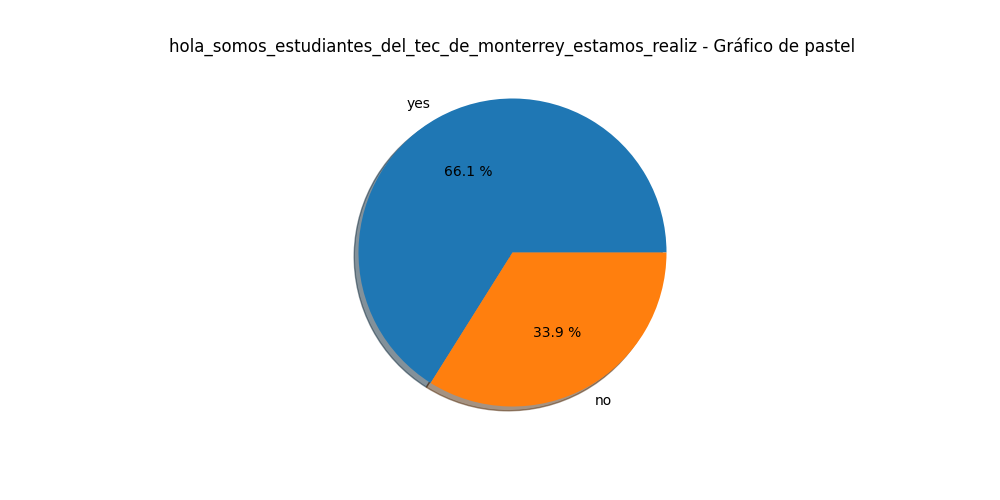 hola_somos_estudiantes_del_tec_de_monterrey_estamos_realiz - Gráfico de pastel
yes
66.1 %
33.9 %
no